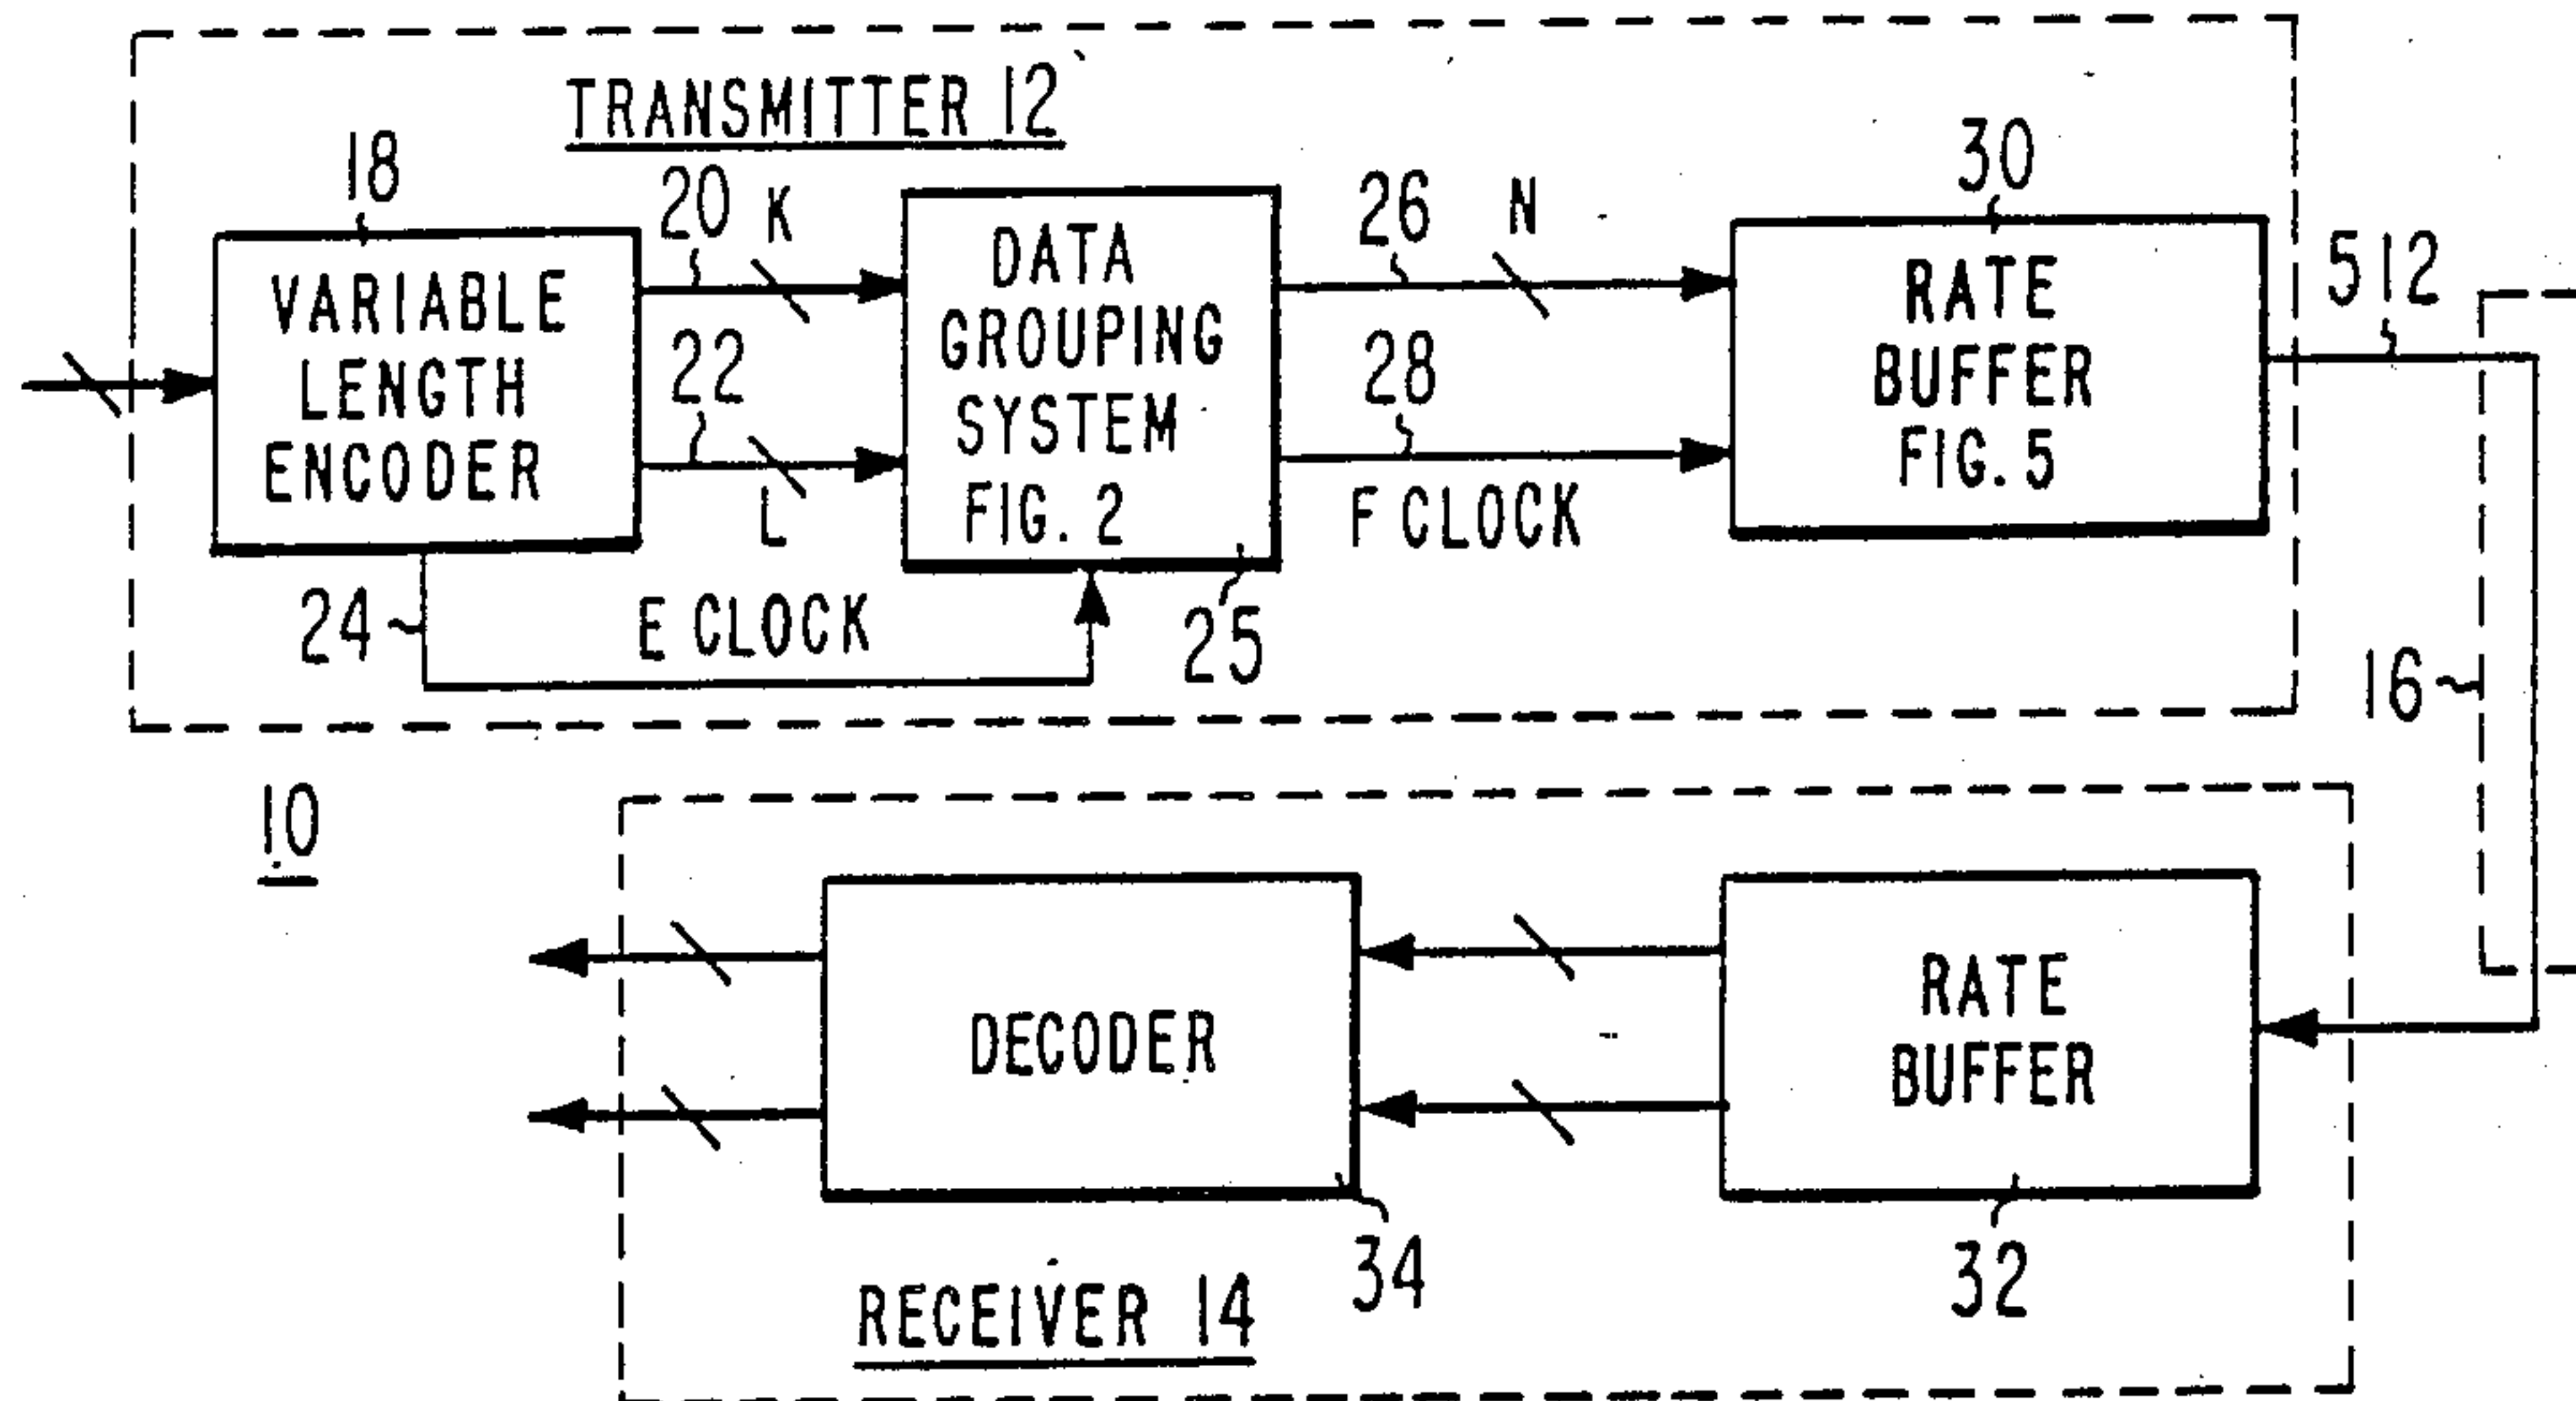 TRANSMITTER 12
18
VARIABLE
LENGTH
ENCODER
20
K
22
L
24
E CLOCK
DATA
GROUPING
SYSTEM
FIG. 2
25
26
N
28
F CLOCK
30
RATE
BUFFER
FIG. 5
512
16
10
DECODER
34
RATE
BUFFER
32
RECEIVER 14